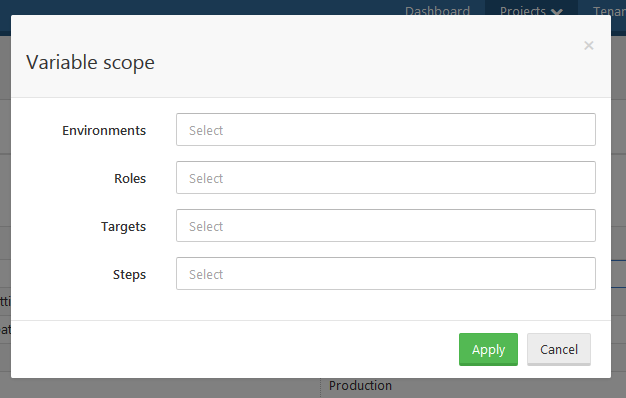 Dashboard Projects
Variable scope
×
Environments Select
Roles Select
Targets Select
Steps Select
Apply Cancel
Production